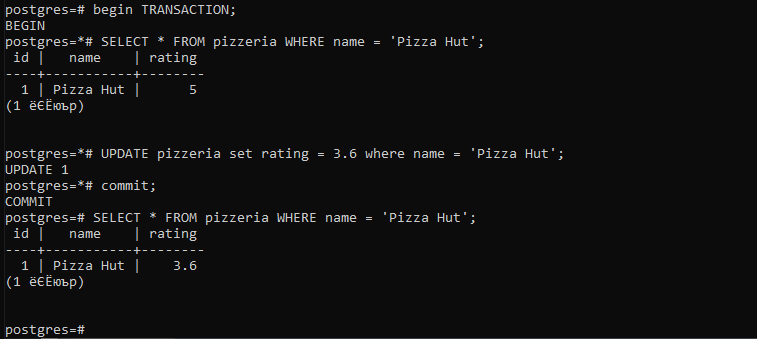 postgres=# begin TRANSACTION;
BEGIN
postgres=*# SELECT * FROM pizzeria WHERE name = 'Pizza Hut';
 id |   name    | rating
----+-----------+--------
  1 | Pizza Hut |      5
(1 ёЄЁюър)
postgres=*# UPDATE pizzeria set rating = 3.6 where name = 'Pizza Hut';
UPDATE 1
postgres=*# commit;
COMMIT
postgres=# SELECT * FROM pizzeria WHERE name = 'Pizza Hut';
 id |   name    | rating
----+-----------+--------
  1 | Pizza Hut |    3.6
(1 ёЄЁюър)
postgres=#